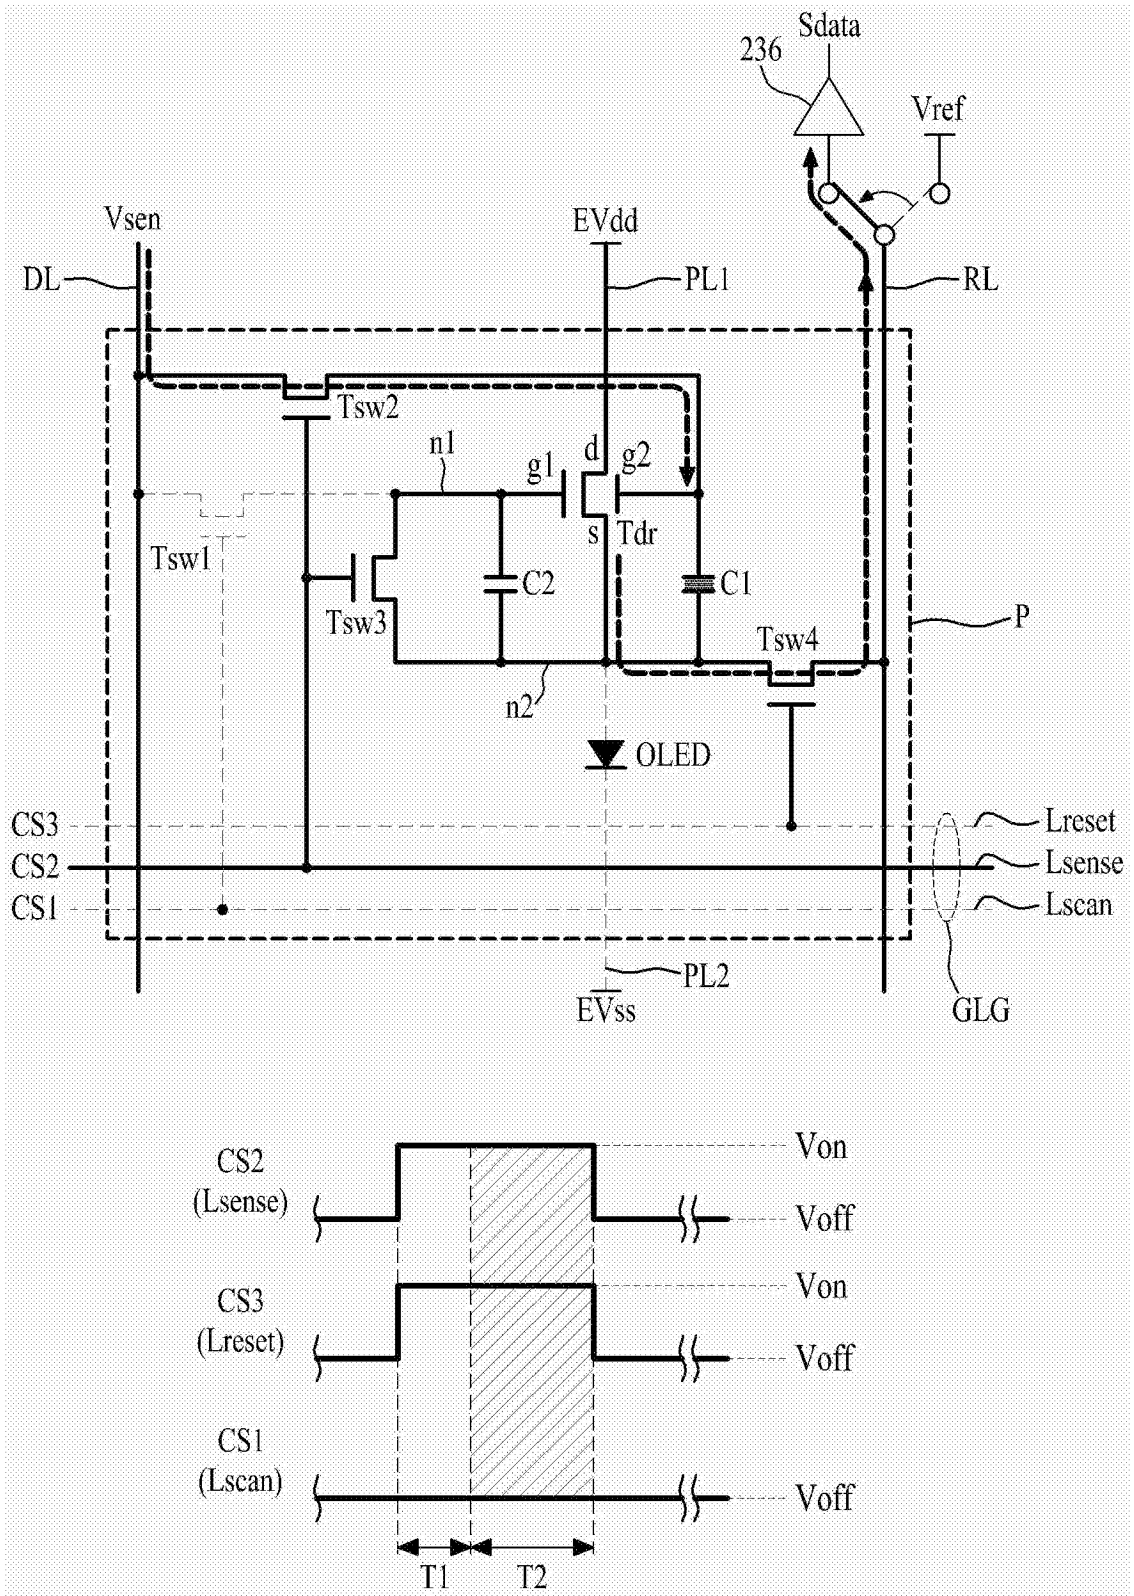 Sdata
236
Vref
Vsen
EVdd
DL
PL1
RL
Tsw2
n1
g1
d
g2
s
Tdr
Tsw1
C2
C1
Tsw3
Tsw4
P
n2
OLED
CS3
Lreset
CS2
Lsense
CS1
Lscan
PL2
EVss
GLG
CS2
(Lsense)
Von
Voff
CS3
(Lreset)
Von
Voff
CS1
(Lscan)
Voff
T1
T2